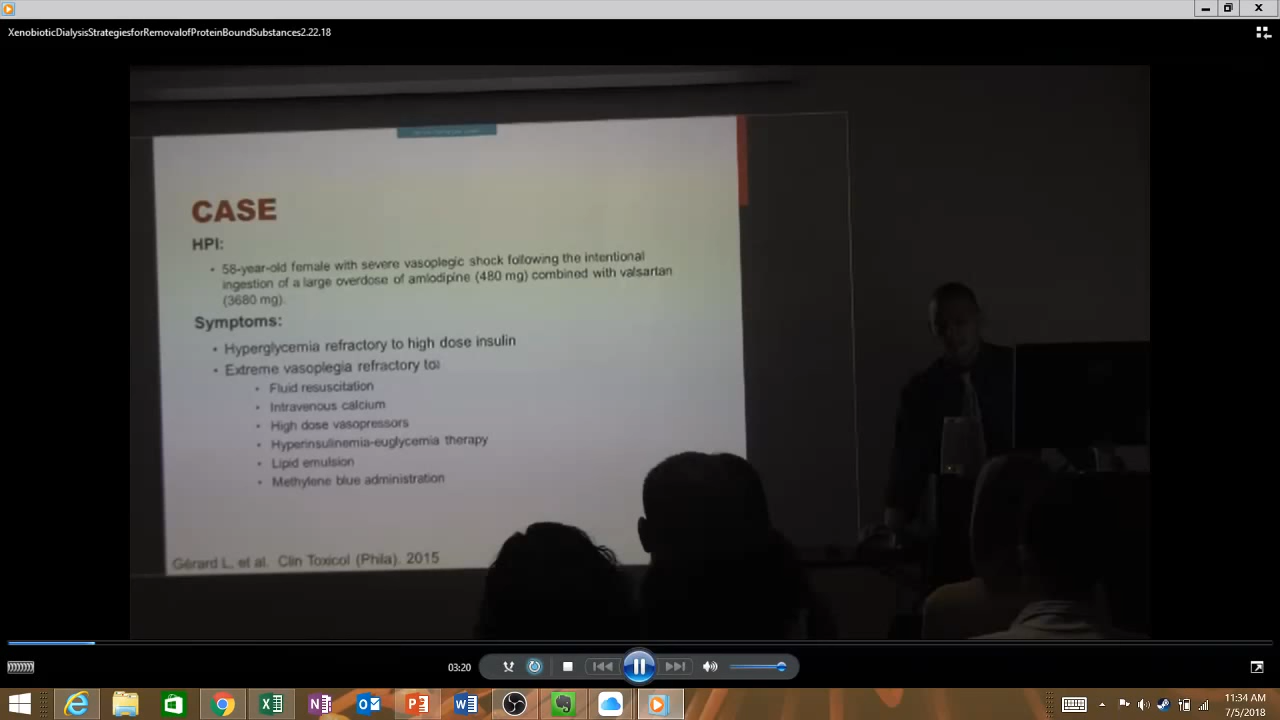 XenobioticDialysisStrategiesforRemovalofProteinBoundSubstances2.22.18
CASE
HPI:
• 58-year-old female with severe vasoplegic shock following the intentional
ingestion of a large overdose of amlodipine (480 mg) combined with valsartan
(3680 mg).
Symptoms:
• Hyperglycemia refractory to high dose insulin
• Extreme vasoplegia refractory to:
• Fluid resuscitation
• Intravenous calcium
• High dose vasopressors
• Hyperinsulinemia-euglycemia therapy
• Lipid emulsion
• Methylene blue administration
Gérard L, et al. Clin Toxicol (Phila). 2015
03:20
11:34 AM
7/5/2018